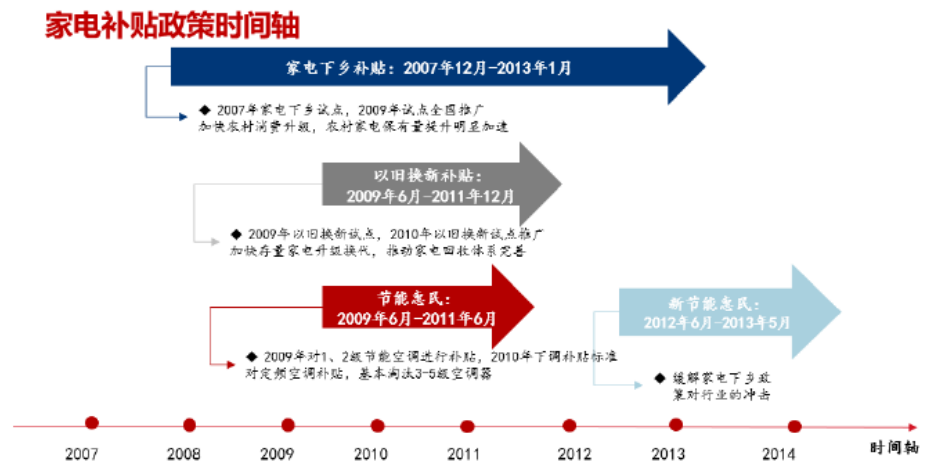 家电补贴政策时间轴
家电下乡补贴：2007年12月-2013年1月
◆ 2007年家电下乡试点，2009年试点全国推广
加快农村消费升级，农村家电保有量提升明显加速
以旧换新补贴：
2009年6月-2011年12月
◆ 2009年以旧换新试点，2010年以旧换新试点推广
加快存量家电升级换代，推动家电回收体系完善
节能惠民：
2009年6月-2011年6月
新节能惠民：
2012年6月-2013年5月
◆ 2009年对1、2级节能空调进行补贴，2010年下调补贴标准
对定频空调补贴，基本淘汰3-5级空调器
◆ 缓解家电下乡政
策对行业的冲击
2007 2008 2009 2010 2011 2012 2013 2014 时间轴